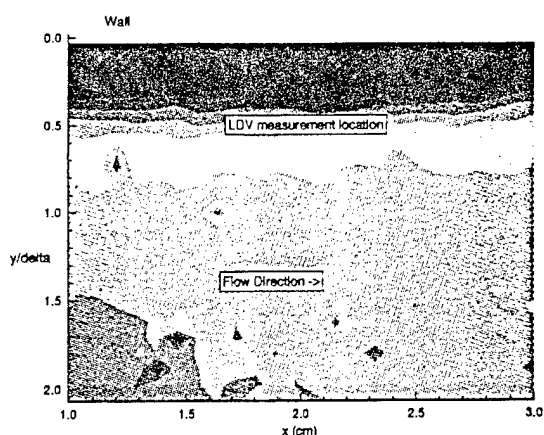 Wall
0.0
0.5
LDV measurement location
1.0
y/delta
Flow Direction ->
1.5
2.0
1.0 1.5 2.0 2.5 3.0
x (cm)